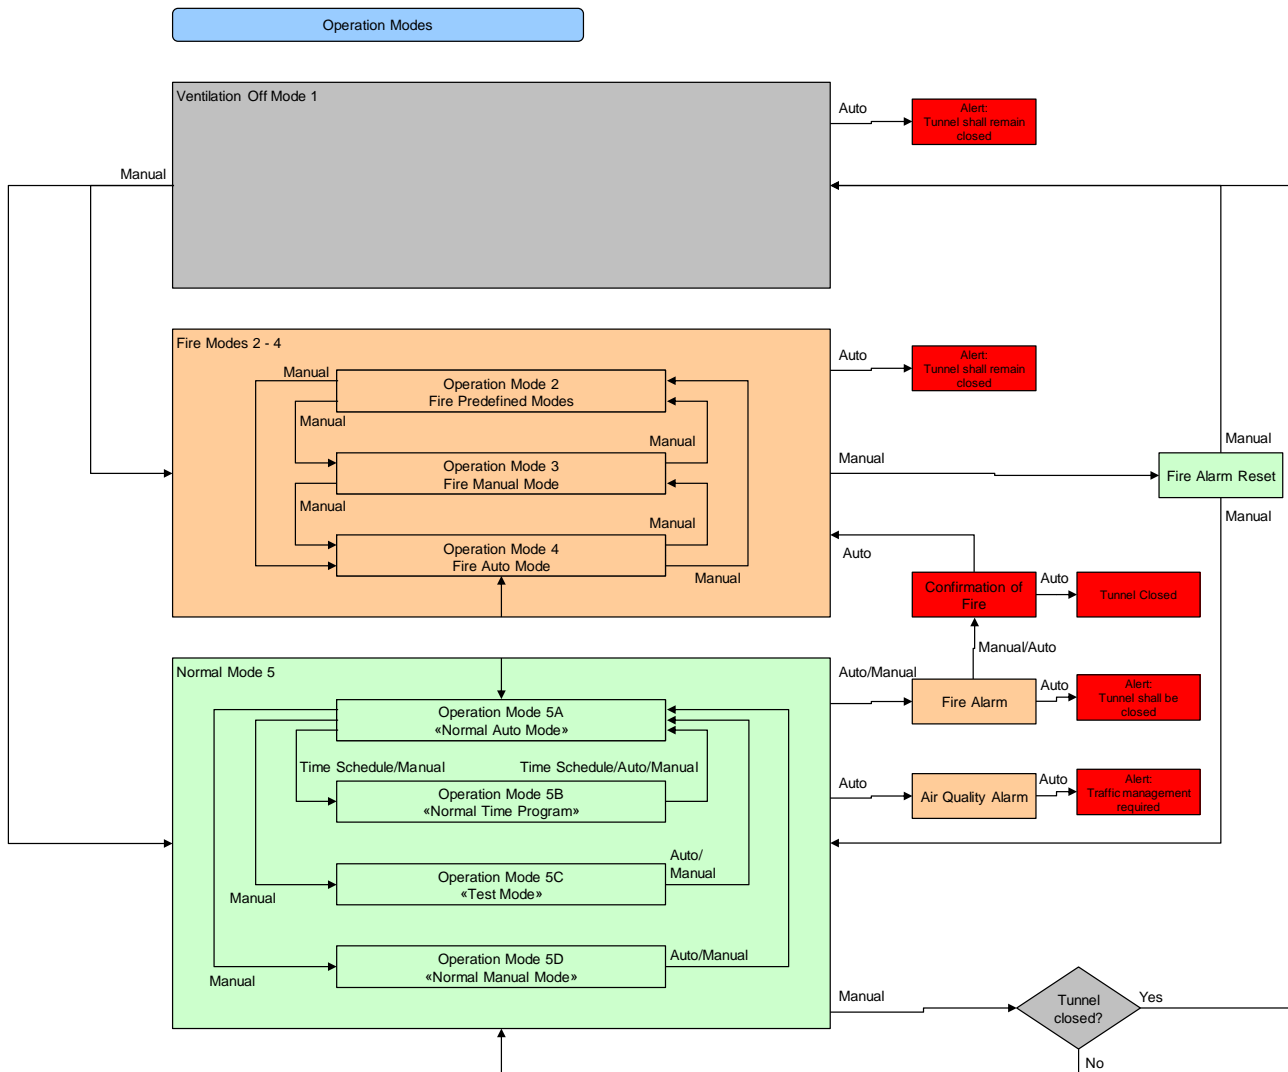 Operation Modes
Ventilation Off Mode 1
Auto
Alert:
Tunnel shall remain
closed
Manual
Fire Modes 2 - 4
Auto
Alert:
Tunnel shall remain
closed
Manual
Operation Mode 2
Fire Predefined Modes
Manual
Manual
Operation Mode 3
Fire Manual Mode
Manual
Manual
Operation Mode 4
Fire Auto Mode
Manual
Manual
Manual
Fire Alarm Reset
Manual
Auto
Confirmation of
Fire
Auto
Tunnel Closed
Manual/Auto
Normal Mode 5
Auto/Manual
Fire Alarm
Auto
Alert:
Tunnel shall be
closed
Operation Mode 5A
«Normal Auto Mode»
Time Schedule/Manual
Time Schedule/Auto/Manual
Operation Mode 5B
«Normal Time Program»
Auto
Air Quality Alarm
Auto
Alert:
Traffic management
required
Auto/
Manual
Operation Mode 5C
«Test Mode»
Manual
Operation Mode 5D
«Normal Manual Mode»
Auto/Manual
Manual
Manual
Tunnel
closed?
Yes
No